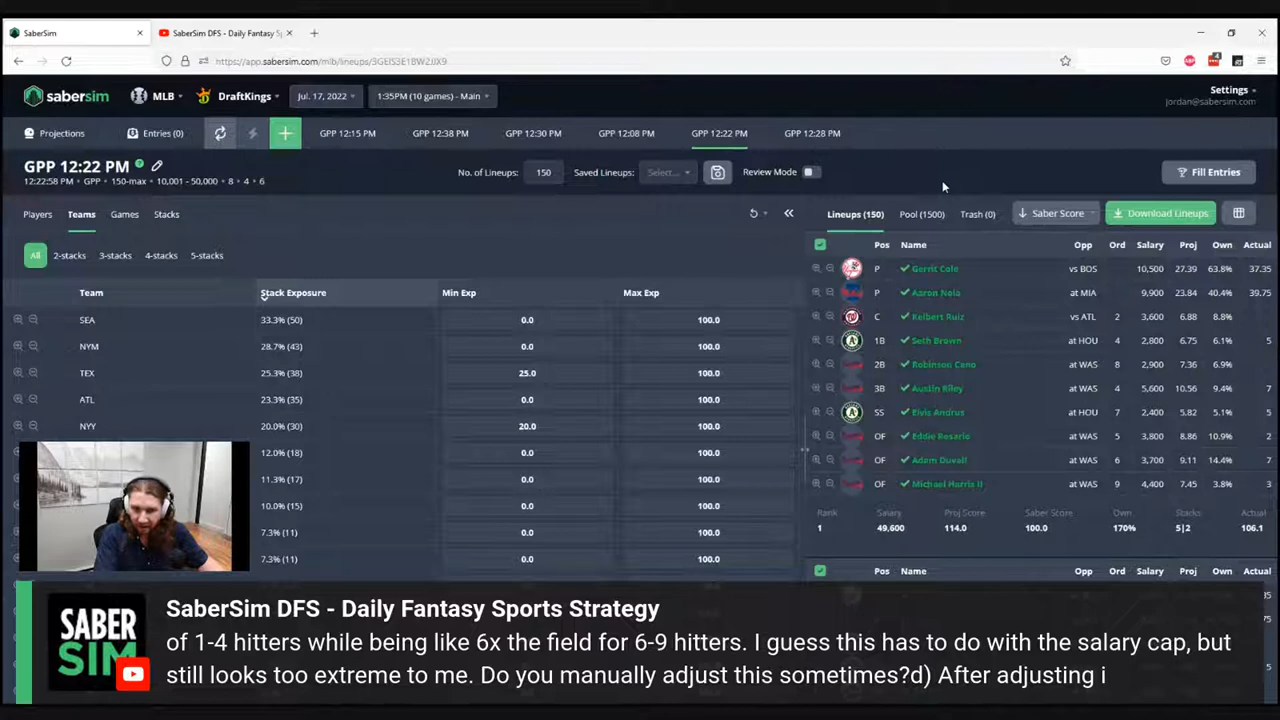 SaberSim
SaberSim DFS - Daily Fantasy Sp
https://app.sabersim.com/mlb/lineups/3GEIS3E1BW2JJX9
sabersim
MLB
DraftKings
Jul. 17, 2022
1:35PM (10 games) - Main
Settings
jordan@sabersim.com
Projections
Entries (0)
GPP 12:15 PM
GPP 12:38 PM
GPP 12:30 PM
GPP 12:08 PM
GPP 12:22 PM
GPP 12:28 PM
GPP 12:22 PM
12:22:58 PM • GPP • 150-max • 10,001 - 50,000 • 8 • 4 • 6
No. of Lineups:
150
Saved Lineups:
Select...
Review Mode
Fill Entries
Players
Teams
Games
Stacks
Lineups (150)
Pool (1500)
Trash (0)
Saber Score
Download Lineups
All
2-stacks
3-stacks
4-stacks
5-stacks
Team
Stack Exposure
Min Exp
Max Exp
SEA 33.3% (50) 0.0 100.0
NYM 28.7% (43) 0.0 100.0
TEX 25.3% (38) 25.0 100.0
ATL 23.3% (35) 0.0 100.0
NYY 20.0% (30) 20.0 100.0
12.0% (18) 0.0 100.0
11.3% (17) 0.0 100.0
10.0% (15) 0.0 100.0
7.3% (11) 0.0 100.0
7.3% (11) 0.0 100.0
Pos Name Opp Ord Salary Proj Own Actual
P Gerrit Cole vs BOS 10,500 27.39 63.8% 37.35
P Aaron Nola at MIA 9,900 23.84 40.4% 39.75
C Keibert Ruiz vs ATL 2 3,600 6.88 8.8%
1B Seth Brown at HOU 4 2,800 6.75 6.1% 5
2B Robinson Cano at WAS 8 2,900 7.36 6.9%
3B Austin Riley at WAS 4 5,600 10.56 9.4% 7
SS Elvis Andrus at HOU 7 2,400 5.82 5.1% 5
OF Eddie Rosario at WAS 5 3,800 8.86 10.9% 2
OF Adam Duvall at WAS 6 3,700 9.11 14.4% 7
OF Michael Harris II at WAS 9 4,400 7.45 3.8% 3
Rank Salary Proj Score Saber Score Own Stacks Actual
1 49,600 114.0 100.0 170% 5|2 106.1
Pos Name Opp Ord Salary Proj Own Actual
SABER
SIM
SaberSim DFS - Daily Fantasy Sports Strategy
of 1-4 hitters while being like 6x the field for 6-9 hitters. I guess this has to do with the salary cap, but
still looks too extreme to me. Do you manually adjust this sometimes?d) After adjusting i